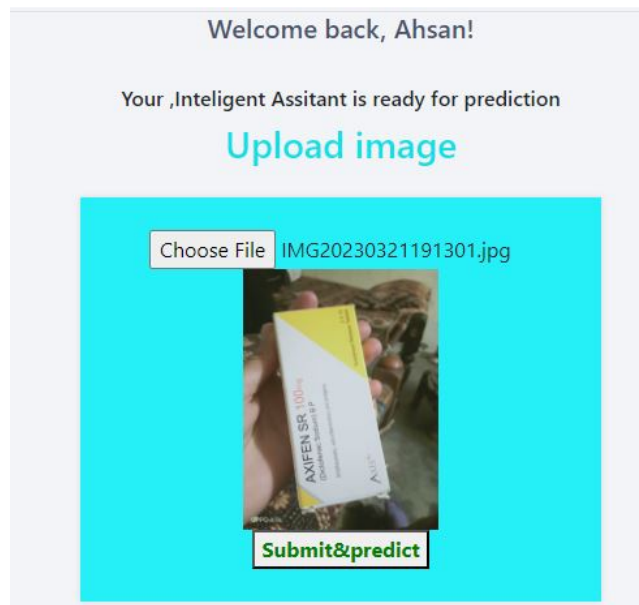 Welcome back, Ahsan!
Your ,Inteligent Assitant is ready for prediction
Upload image
Choose File IMG20230321191301.jpg
AXIFEN SR 100mg
(Diclofenac Sodium) B.P
Submit&predict